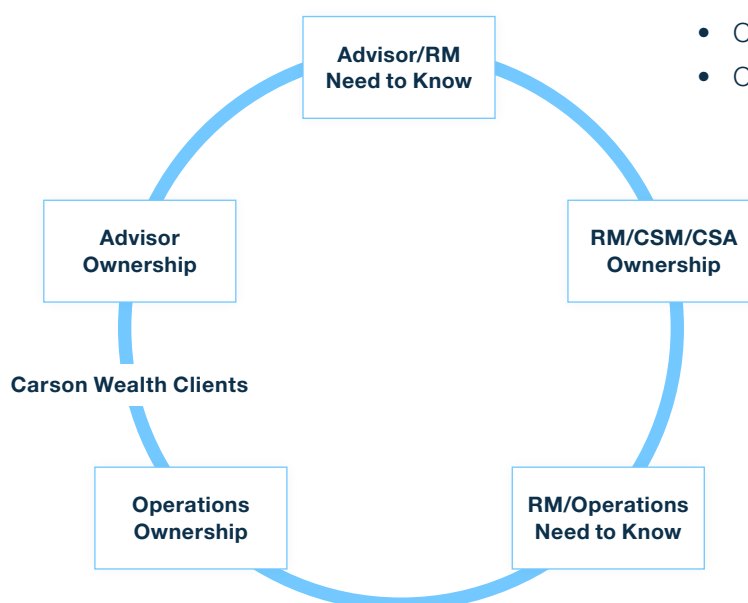 Advisor/RM
Need to Know
Advisor
Ownership
RM/CSM/CSA
Ownership
Carson Wealth Clients
Operations
Ownership
RM/Operations
Need to Know